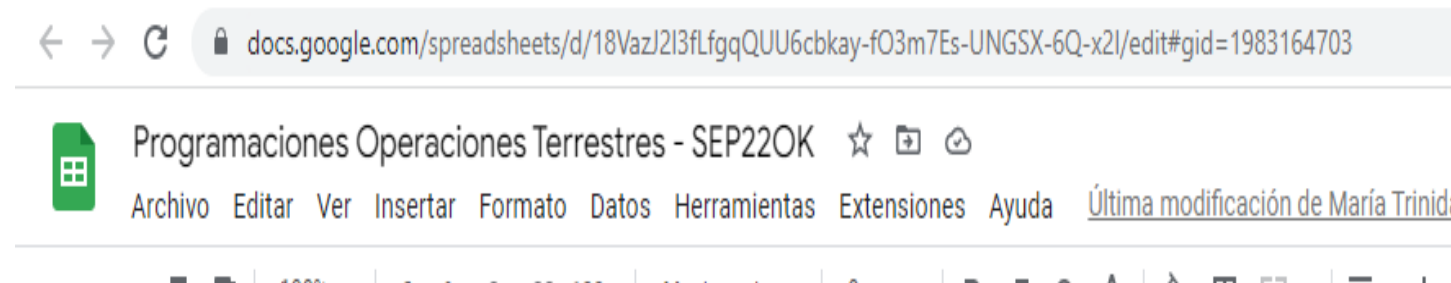 docs.google.com/spreadsheets/d/18VazJ2l3fLfgqQUU6cbkay-fO3m7Es-UNGSX-6Q-x2I/edit#gid=1983164703
Programaciones Operaciones Terrestres - SEP22OK
Archivo Editar Ver Insertar Formato Datos Herramientas Extensiones Ayuda Última modificación de María Trinid